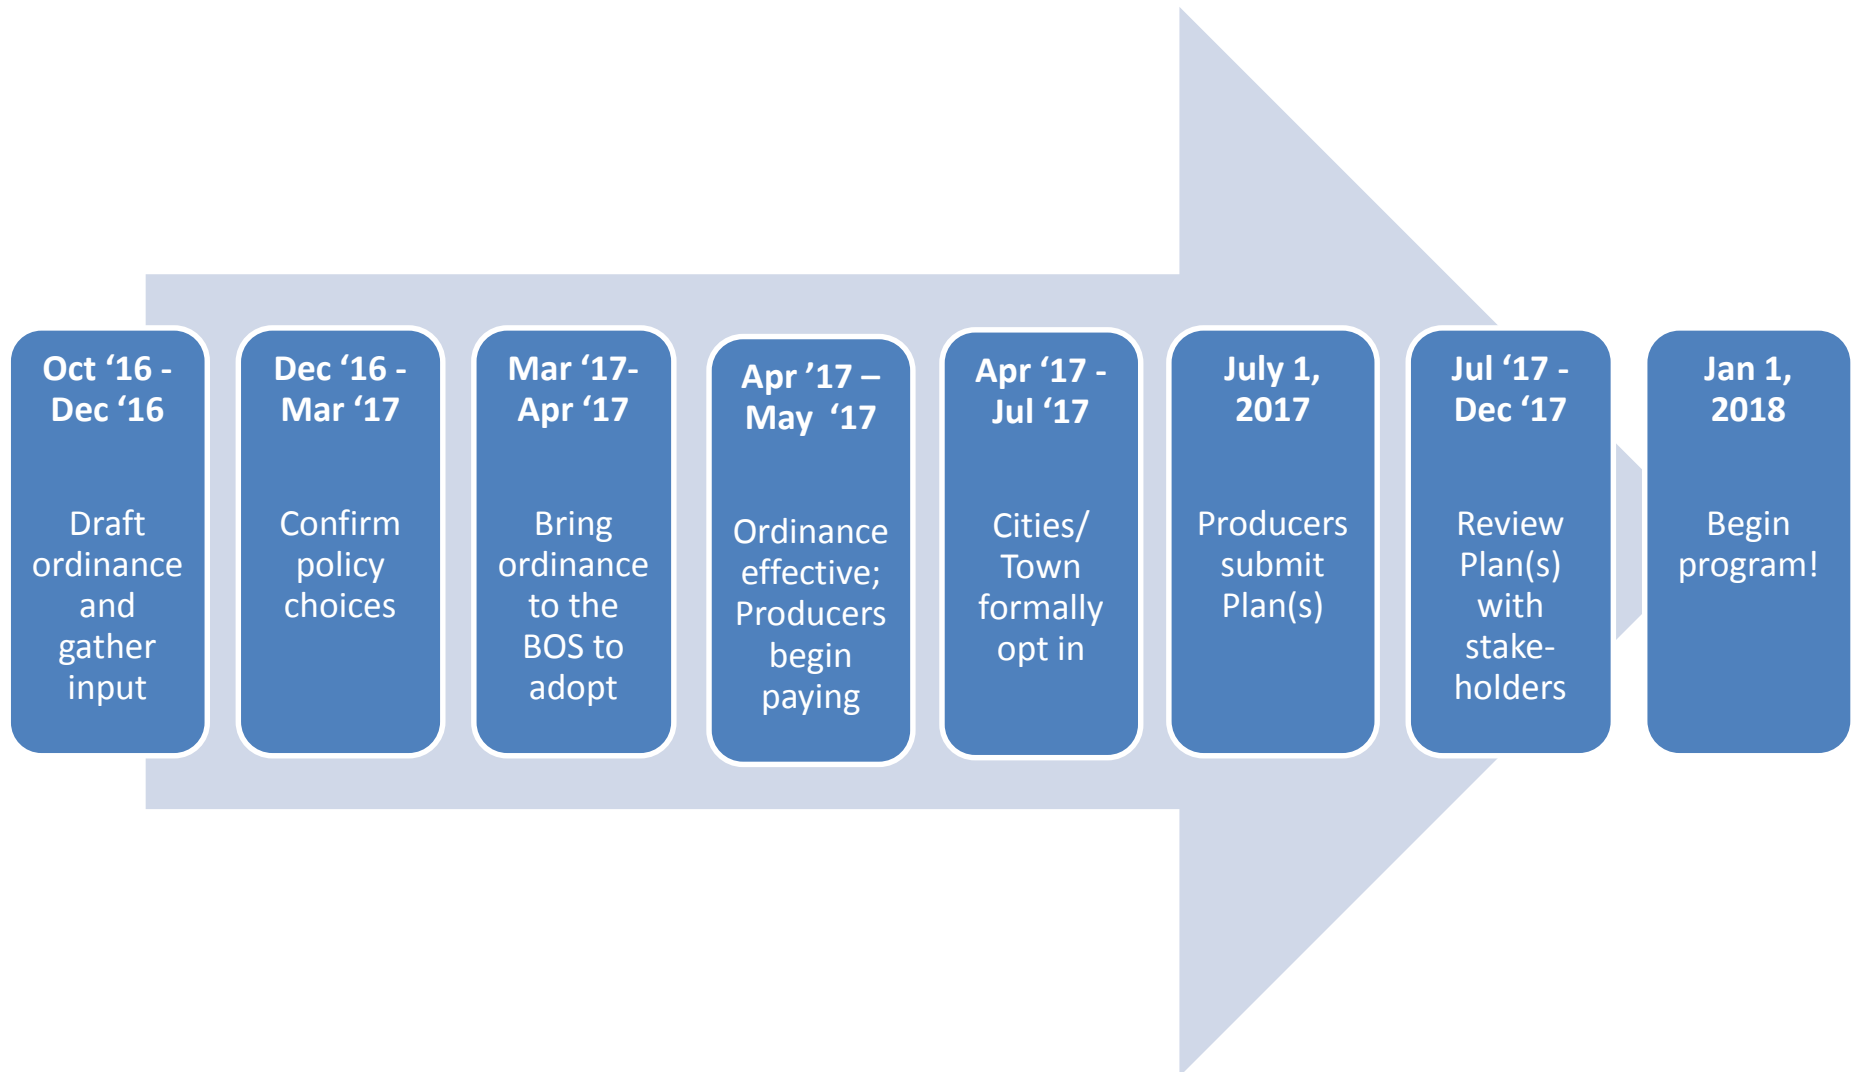 Oct ‘16 -
Dec ‘16
Draft
ordinance
and
gather
input
Dec ‘16 -
Mar ‘17
Confirm
policy
choices
Mar ‘17-
Apr ‘17
Bring
ordinance
to the
BOS to
adopt
Apr ’17 –
May ‘17
Ordinance
effective;
Producers
begin
paying
Apr ‘17 -
Jul ‘17
Cities/
Town
formally
opt in
July 1,
2017
Producers
submit
Plan(s)
Jul ‘17 -
Dec ‘17
Review
Plan(s)
with
stake-
holders
Jan 1,
2018
Begin
program!